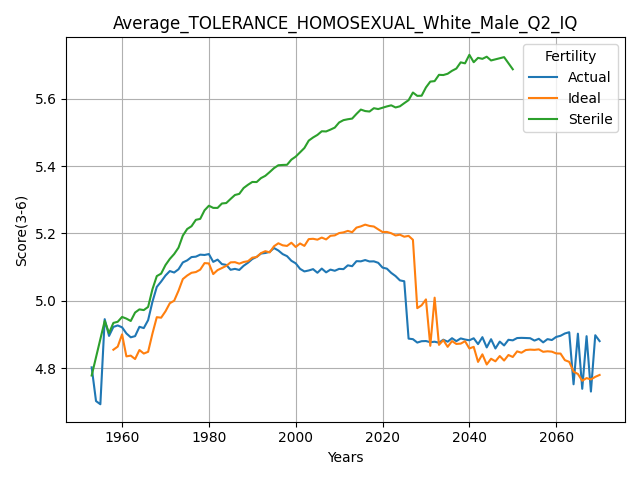 Average_TOLERANCE_HOMOSEXUAL_White_Male_Q2_IQ
Fertility
Actual
Ideal
Sterile
Score(3-6)
5.6
5.4
5.2
5.0
4.8
1960 1980 2000 2020 2040 2060
Years